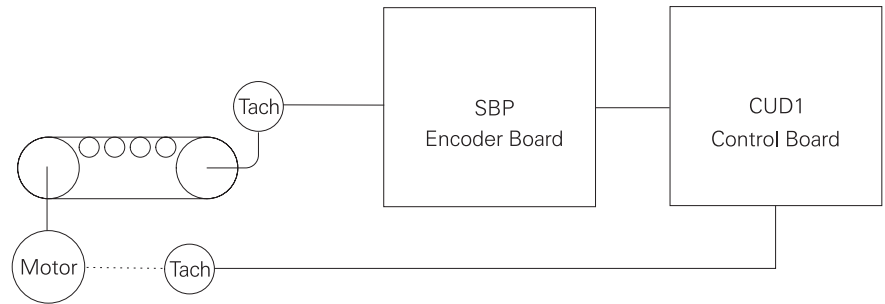 Tach
SBP
Encoder Board
CUD1
Control Board
Motor
Tach